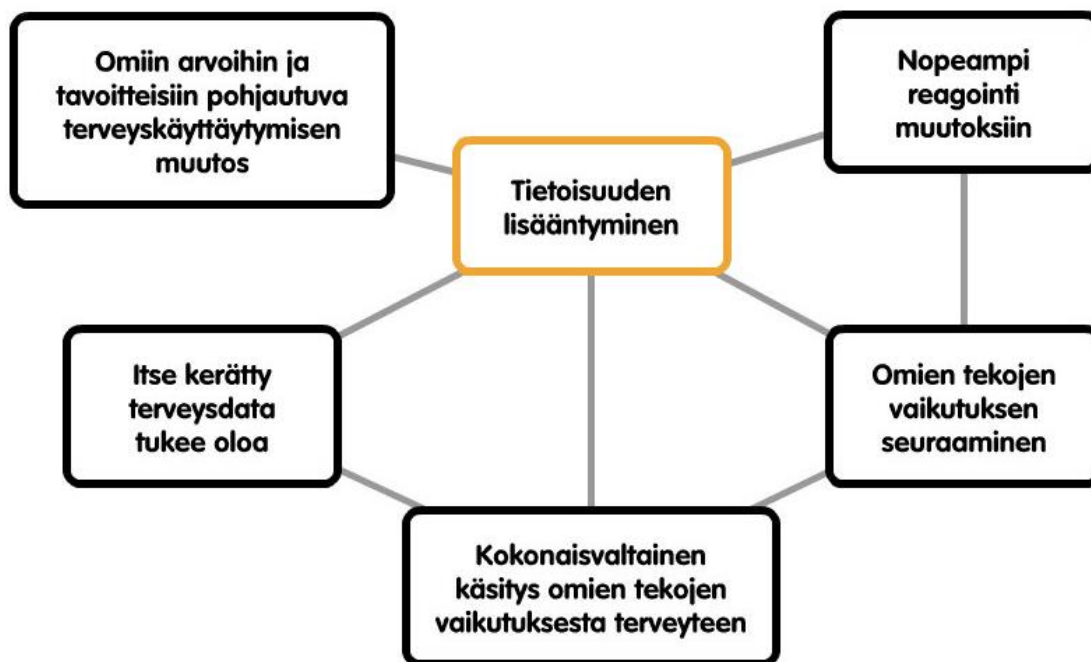 Omiin arvoihin ja
tavoitteisiin pohjautuva
terveyskäyttäytymisen
muutos
Nopeampi
reagointi
muutoksiin
Tietoisuuden
lisääntyminen
Itse kerätty
terveysdata
tukee oloa
Omien tekojen
vaikutuksen
seuraaminen
Kokonaisvaltainen
käsitys omien tekojen
vaikutuksesta terveyteen